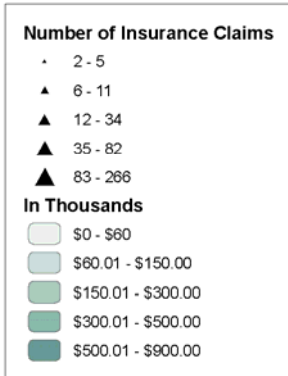 Number of Insurance Claims
2 - 5
6 - 11
12 - 34
35 - 82
83 - 266
In Thousands
$0 - $60
$60.01 - $150.00
$150.01 - $300.00
$300.01 - $500.00
$500.01 - $900.00